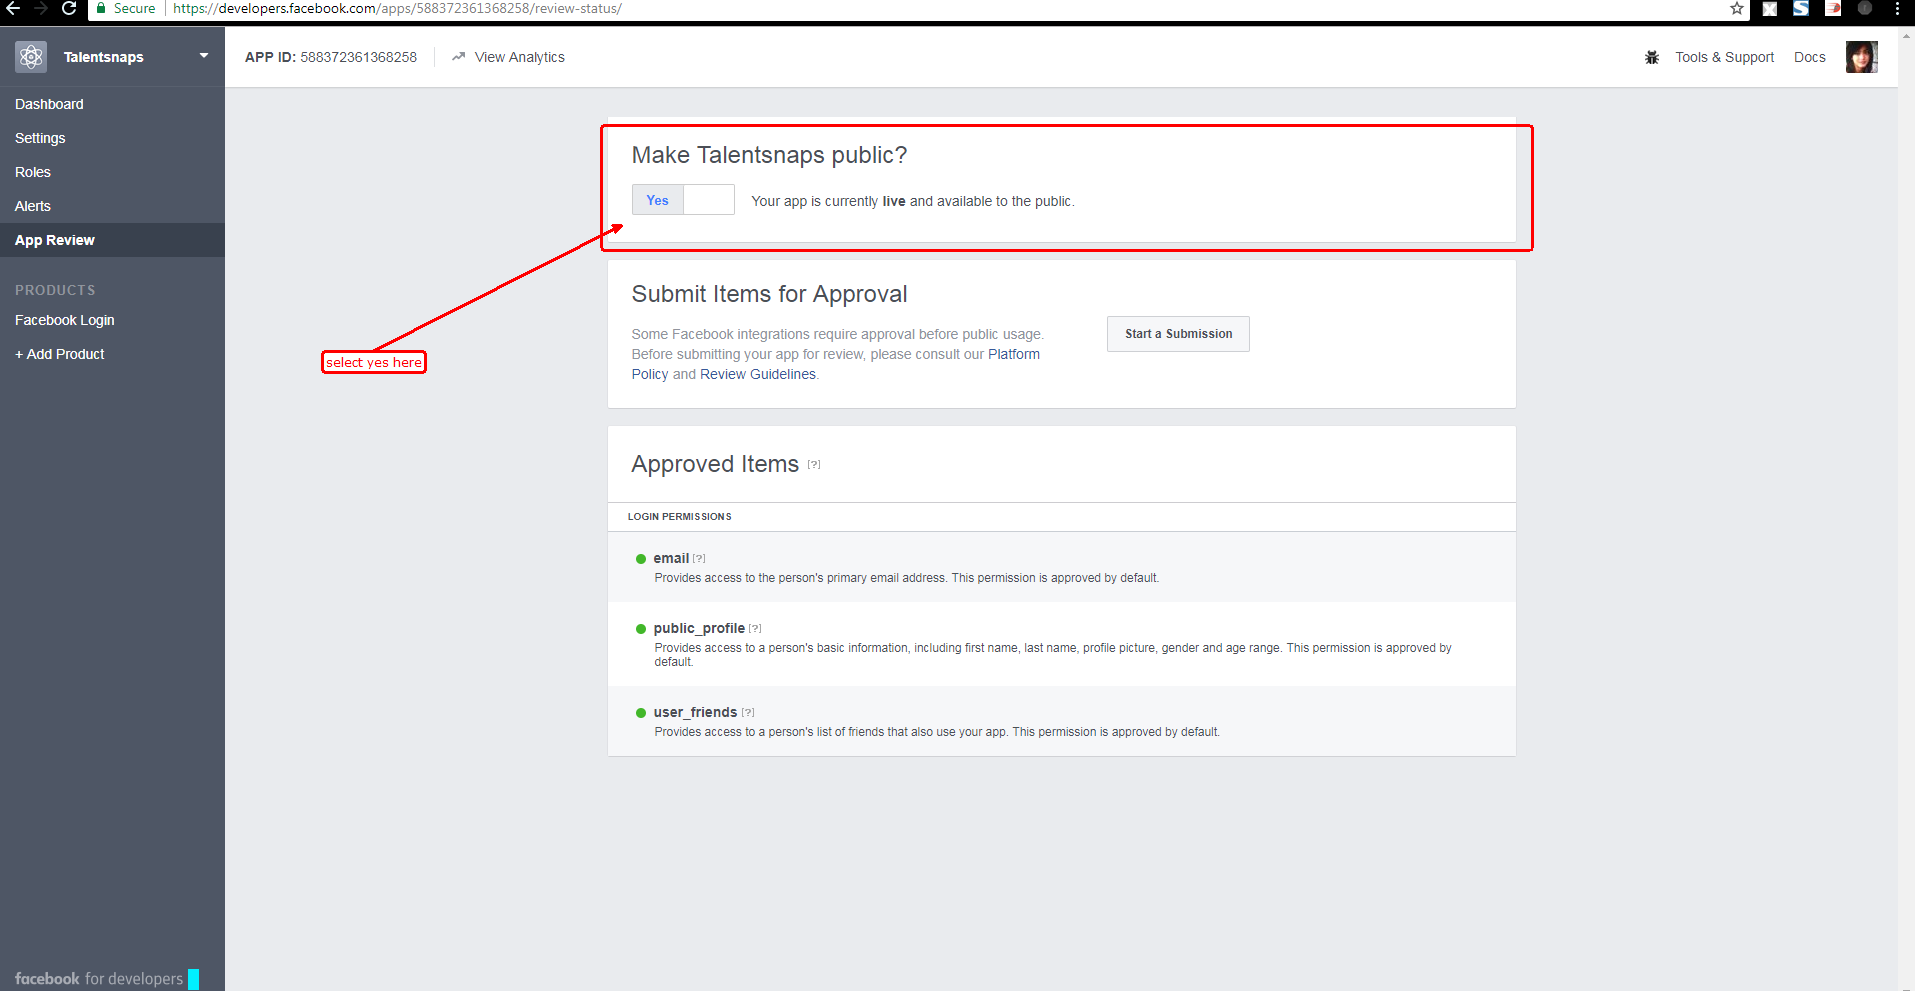 Secure https://developers.facebook.com/apps/588372361368258/review-status/
Talentsnaps
APP ID: 588372361368258
View Analytics
Tools & Support
Docs
Dashboard
Settings
Roles
Alerts
App Review
PRODUCTS
Facebook Login
+ Add Product
Make Talentsnaps public?
Yes
Your app is currently live and available to the public.
select yes here
Submit Items for Approval
Some Facebook integrations require approval before public usage.
Before submitting your app for review, please consult our Platform
Policy and Review Guidelines.
Start a Submission
Approved Items [?]
LOGIN PERMISSIONS
email [?]
Provides access to the person's primary email address. This permission is approved by default.
public_profile [?]
Provides access to a person's basic information, including first name, last name, profile picture, gender and age range. This permission is approved by
default.
user_friends [?]
Provides access to a person's list of friends that also use your app. This permission is approved by default.
facebook for developers